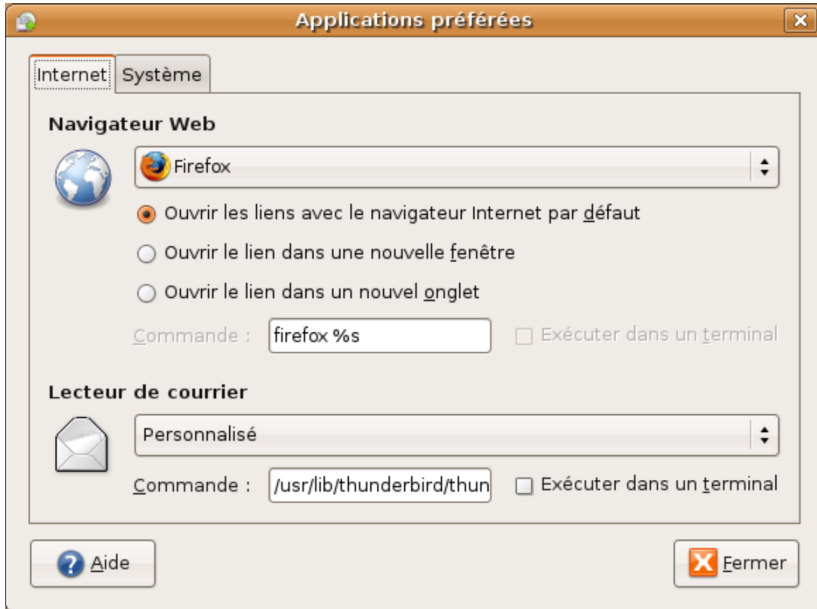 Applications préférées
Internet Système
Navigateur Web
Firefox
Ouvrir les liens avec le navigateur Internet par défaut
Ouvrir le lien dans une nouvelle fenêtre
Ouvrir le lien dans un nouvel onglet
Commande : firefox %s Exécuter dans un terminal
Lecteur de courrier
Personnalisé
Commande : /usr/lib/thunderbird/thun Exécuter dans un terminal
Aide Fermer